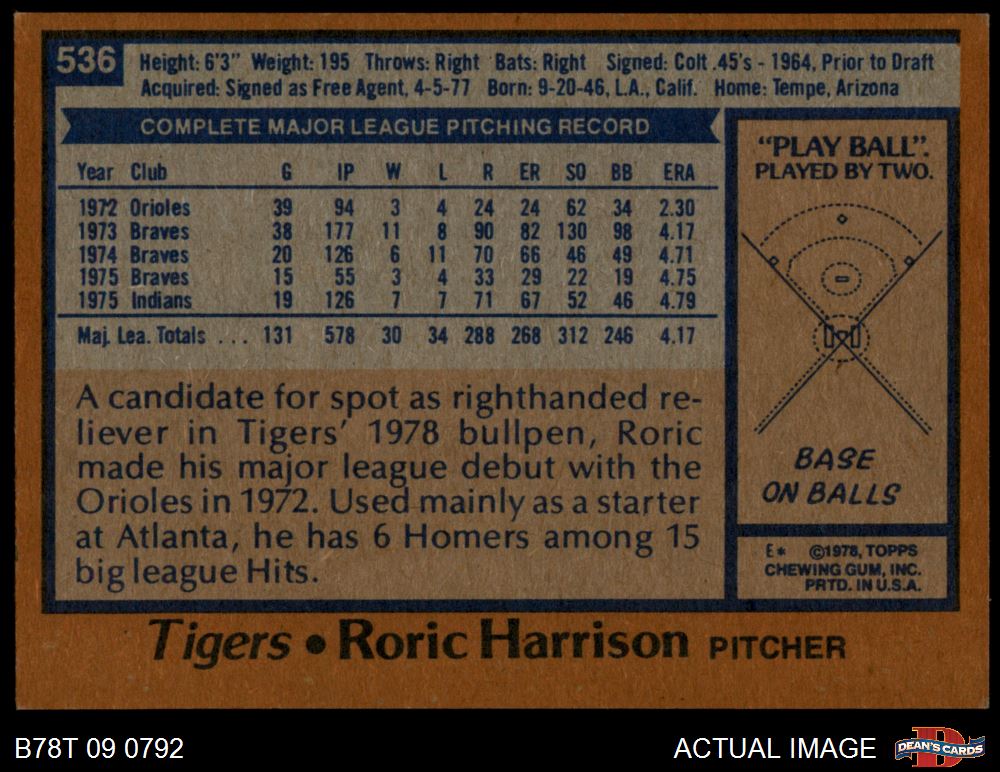 536
Height: 6'3" Weight: 195 Throws: Right Bats: Right Signed: Colt .45's - 1964, Prior to Draft
Acquired: Signed as Free Agent, 4-5-77 Born: 9-20-46, L.A., Calif. Home: Tempe, Arizona
COMPLETE MAJOR LEAGUE PITCHING RECORD
Year Club G IP W L R ER SO BB ERA
1972 Orioles 39 94 3 4 24 24 62 34 2.30
1973 Braves 38 177 11 8 90 82 130 98 4.17
1974 Braves 20 126 6 11 70 66 46 49 4.71
1975 Braves 15 55 3 4 33 29 22 19 4.75
1975 Indians 19 126 7 7 71 67 52 46 4.79
Maj. Lea. Totals . . . 131 578 30 34 288 268 312 246 4.17
A candidate for spot as righthanded re-
liever in Tigers' 1978 bullpen, Roric
made his major league debut with the
Orioles in 1972. Used mainly as a starter
at Atlanta, he has 6 Homers among 15
big league Hits.
"PLAY BALL".
PLAYED BY TWO.
BASE
ON BALLS
E* ©1978, TOPPS
CHEWING GUM, INC.
PRTD. IN U.S.A.
Tigers • Roric Harrison PITCHER
B78T 09 0792
ACTUAL IMAGE
D
DEAN'S CARDS